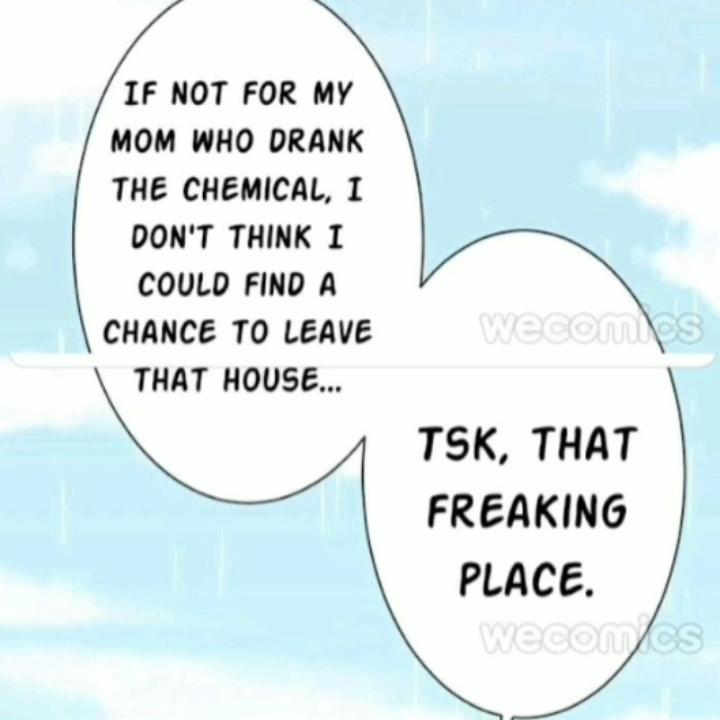 IF NOT FOR MY
MOM WHO DRANK
THE CHEMICAL, I
DON'T THINK I
COULD FIND A
CHANCE TO LEAVE
THAT HOUSE...
wecomics
TSK, THAT
FREAKING
PLACE.
wecomics